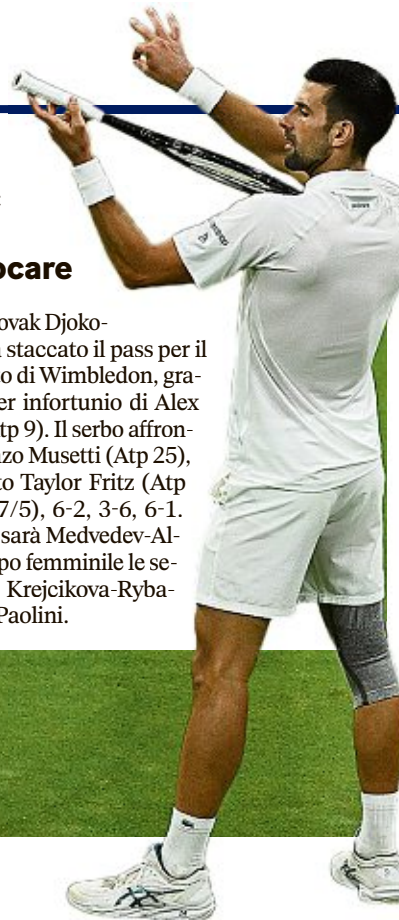 ocare
ovak Djoko-
staccato il pass per il
o di Wimbledon, gra-
er infortunio di Alex
tp 9). Il serbo affron-
nzo Musetti (Atp 25),
to Taylor Fritz (Atp
7/5), 6-2, 3-6, 6-1.
sarà Medvedev-Al-
po femminile le se-
Krejcikova-Ryba-
Paolini.